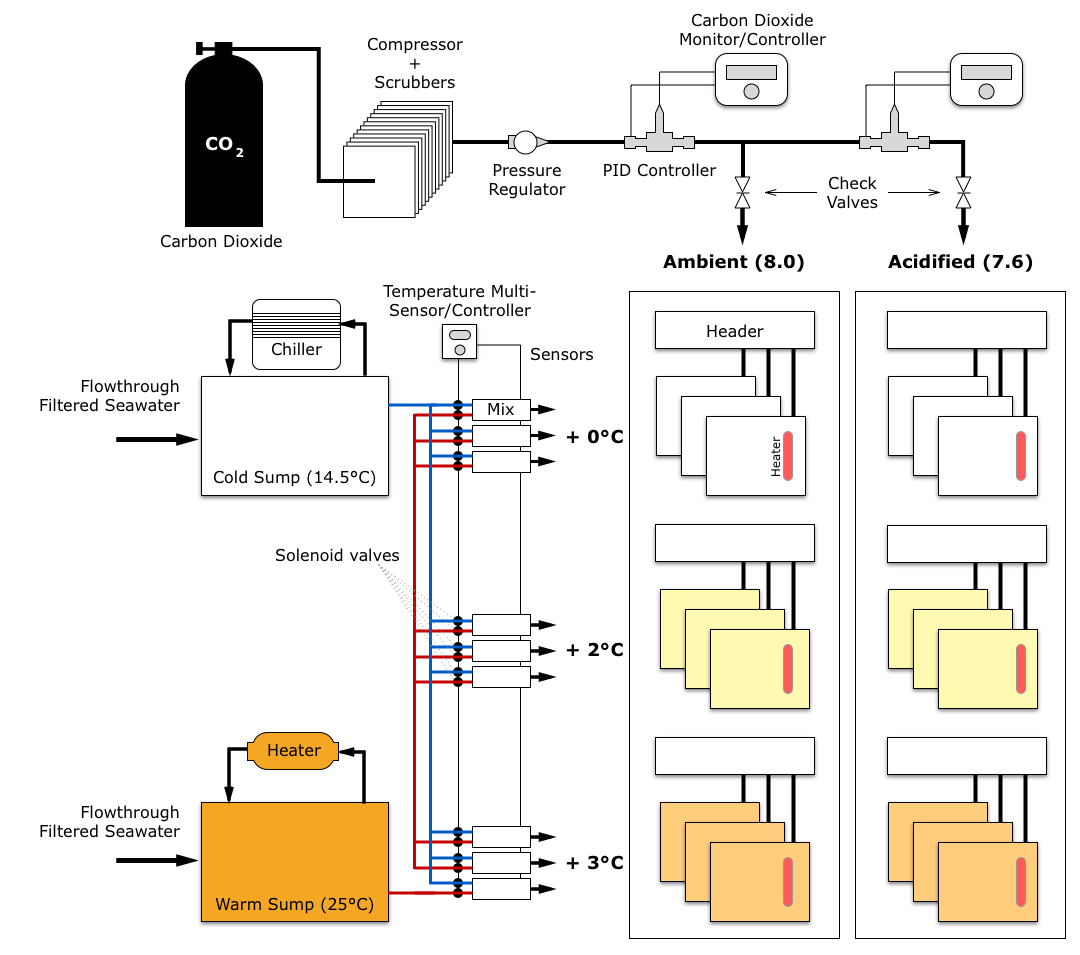 Carbon Dioxide
Monitor/Controller
Compressor
+
Scrubbers
CO2
Pressure
Regulator
PID Controller
Check
Valves
Carbon Dioxide
Ambient (8.0)
Acidified (7.6)
Temperature Multi-
Sensor/Controller
Header
Chiller
Sensors
Flowthrough
Filtered Seawater
Mix
+ 0°C
Heater
Cold Sump (14.5°C)
Solenoid valves
+ 2°C
Heater
Flowthrough
Filtered Seawater
+ 3°C
Warm Sump (25°C)